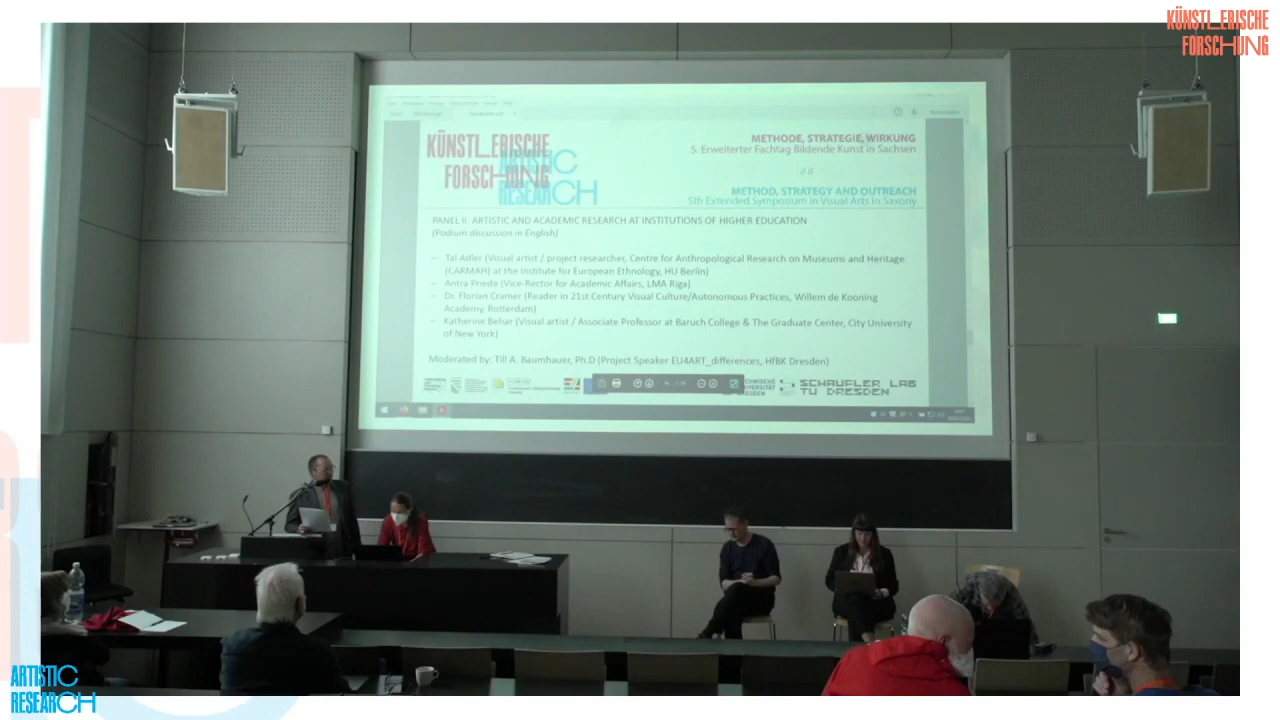 KÜNSTL_ERISCHE
FORSCHUNG
KÜNSTL_ERISCHE
FORSCHUNG
ARTISTIC
RESEARCH
METHODE, STRATEGIE, WIRKUNG
5. Erweiterter Fachtag Bildende Kunst in Sachsen
// //
METHOD, STRATEGY AND OUTREACH
5th Extended Symposium in Visual Arts in Saxony
PANEL II: ARTISTIC AND ACADEMIC RESEARCH AT INSTITUTIONS OF HIGHER EDUCATION
(Podium discussion in English)
– Tal Adler (Visual artist / project researcher, Centre for Anthropological Research on Museums and Heritage
(CARMAH) at the Institute for European Ethnology, HU Berlin)
– Antra Priede (Vice-Rector for Academic Affairs, LMA Riga)
– Dr. Florian Cramer (Reader in 21st Century Visual Culture/Autonomous Practices, Willem de Kooning
Academy, Rotterdam)
– Katherine Behar (Visual artist / Associate Professor at Baruch College & The Graduate Center, City University
of New York)
Moderated by: Till A. Baumhauer, Ph.D (Project Speaker EU4ART_differences, HfBK Dresden)
SCHAUFLER LAB
TU DRESDEN
ARTISTIC
RESEARCH